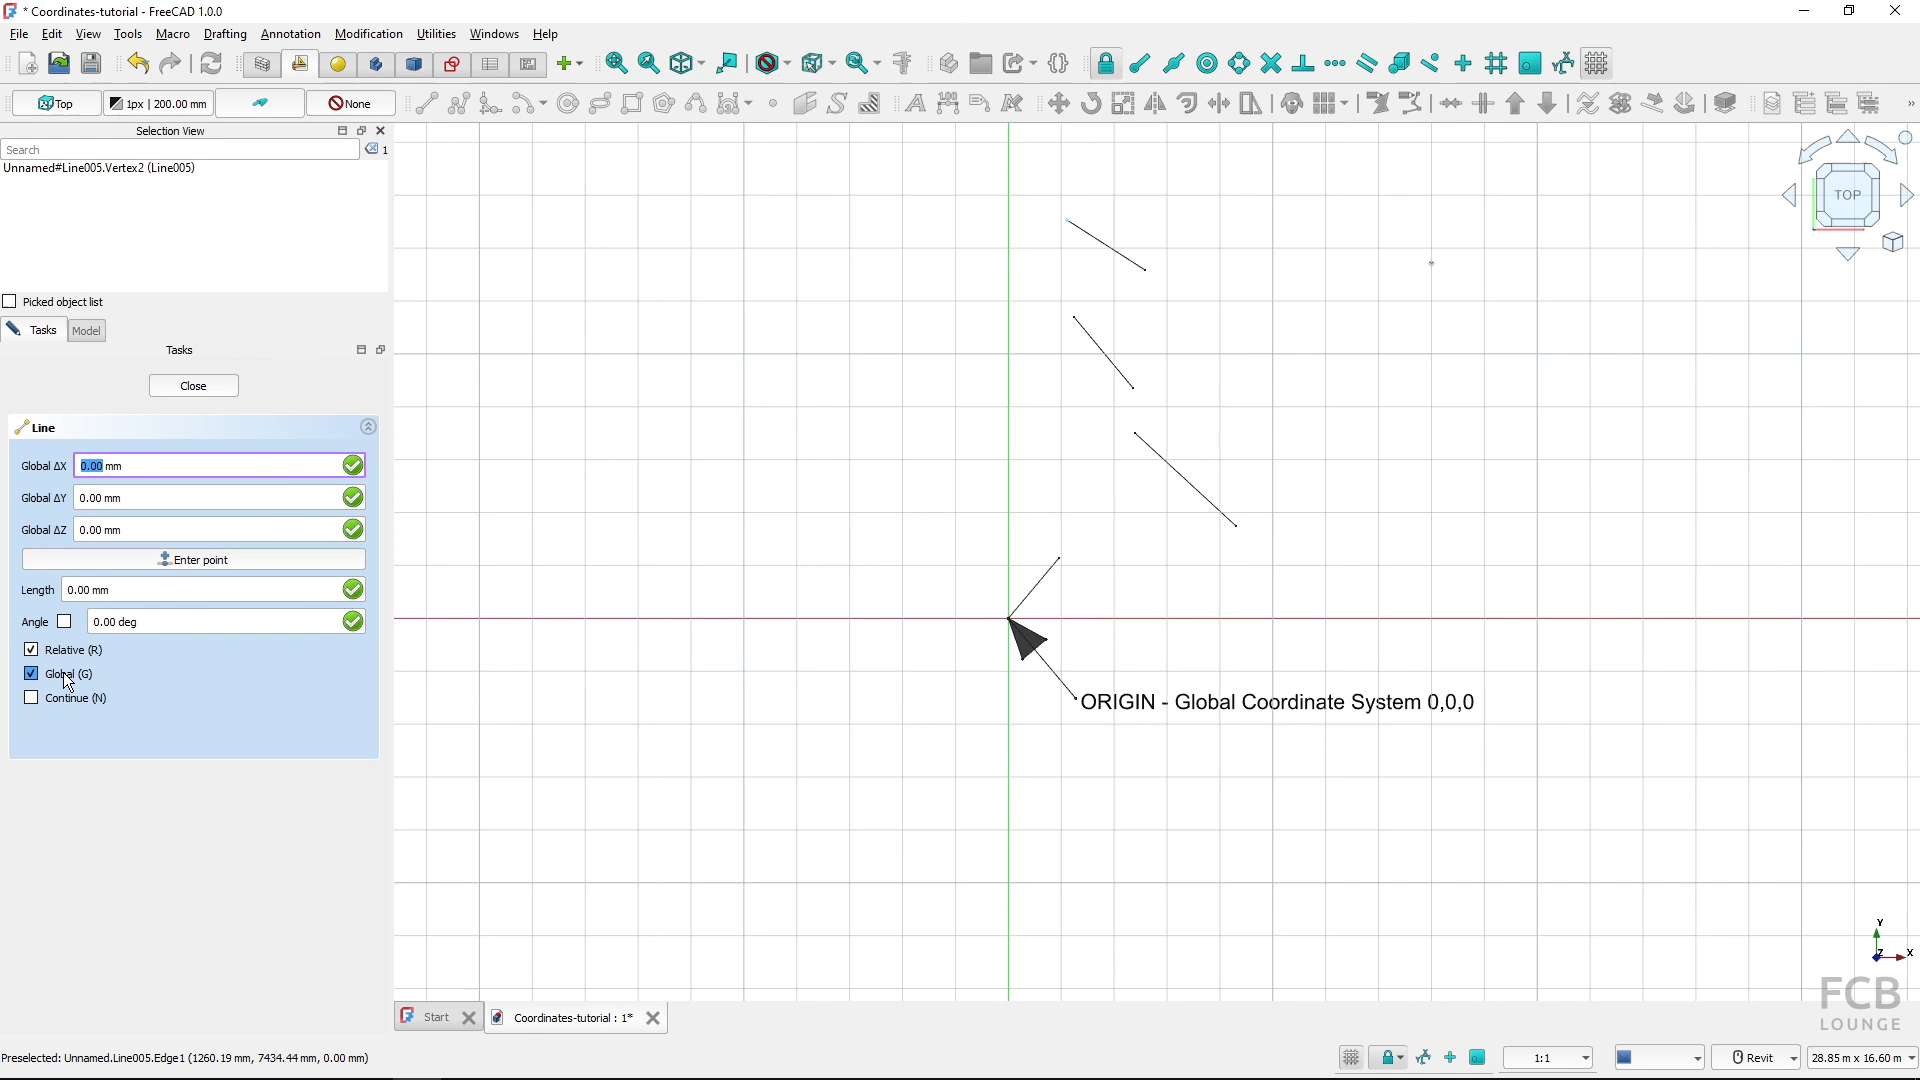 * Coordinates-tutorial - FreeCAD 1.0.0
File Edit View Tools Macro Drafting Annotation Modification Utilities Windows Help
Top 1px | 200.00 mm None
Selection View
Search 1
Unnamed#Line005.Vertex2 (Line005)
Picked object list
Tasks Model
Tasks
Close
Line
Global ΔX 0.00 mm
Global ΔY 0.00 mm
Global ΔZ 0.00 mm
Enter point
Length 0.00 mm
Angle 0.00 deg
Relative (R)
Global (G)
Continue (N)
TOP
ORIGIN - Global Coordinate System 0,0,0
Y
Z X
FCB
LOUNGE
Start Coordinates-tutorial : 1*
Preselected: Unnamed.Line005.Edge1 (1260.19 mm, 7434.44 mm, 0.00 mm) 1:1 Revit 28.85 m x 16.60 m